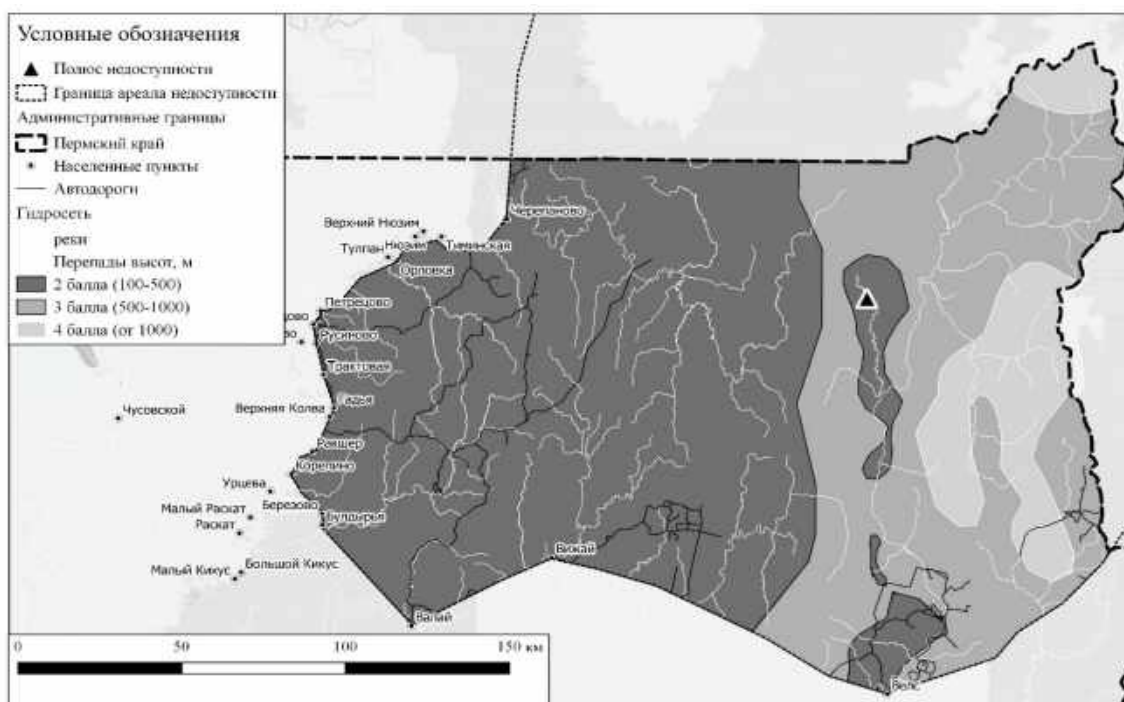 Условные обозначения
Полюс недоступности
Граница ареала недоступности
Административные границы
Пермский край
Населенные пункты
Автодороги
Гидросеть
реки
Перепады высот, м
2 балла (100-500)
3 балла (500-1000)
4 балла (от 1000)
Черепаново
Верхний Нюзим
Нюзим
Тиминская
Тулпан
Орловка
Петрецово
Русиново
Трактовая
Гадья
Чусовской
Верхняя Колва
Ракшер
Корепино
Урцева
Березово
Малый Раскат
Булдырья
Раскат
Вижай
Большой Кикус
Малый Кикус
Валай
Велс
0 50 100 150 км